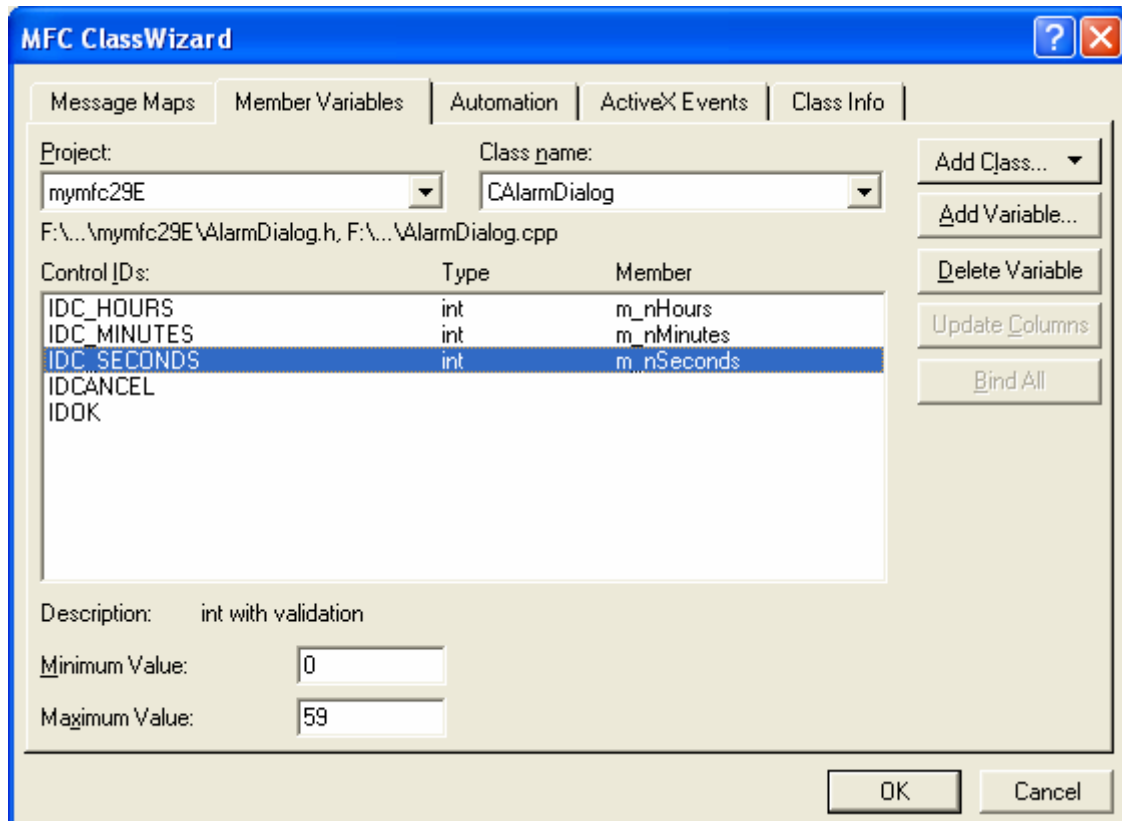 MFC ClassWizard
Message Maps Member Variables Automation ActiveX Events Class Info
Project: Class name:
mymfc29E CAlarmDialog
F:\...\mymfc29E\AlarmDialog.h, F:\...\AlarmDialog.cpp
Control IDs: Type Member
IDC_HOURS int m_nHours
IDC_MINUTES int m_nMinutes
IDC_SECONDS int m_nSeconds
IDCANCEL
IDOK
Add Class...
Add Variable...
Delete Variable
Update Columns
Bind All
Description: int with validation
Minimum Value: 0
Maximum Value: 59
OK Cancel